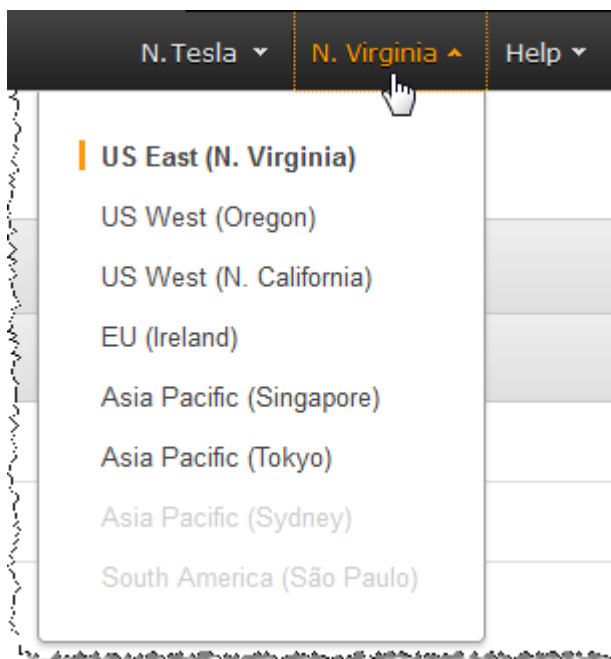 N. Tesla N. Virginia Help
US East (N. Virginia)
US West (Oregon)
US West (N. California)
EU (Ireland)
Asia Pacific (Singapore)
Asia Pacific (Tokyo)
Asia Pacific (Sydney)
South America (São Paulo)